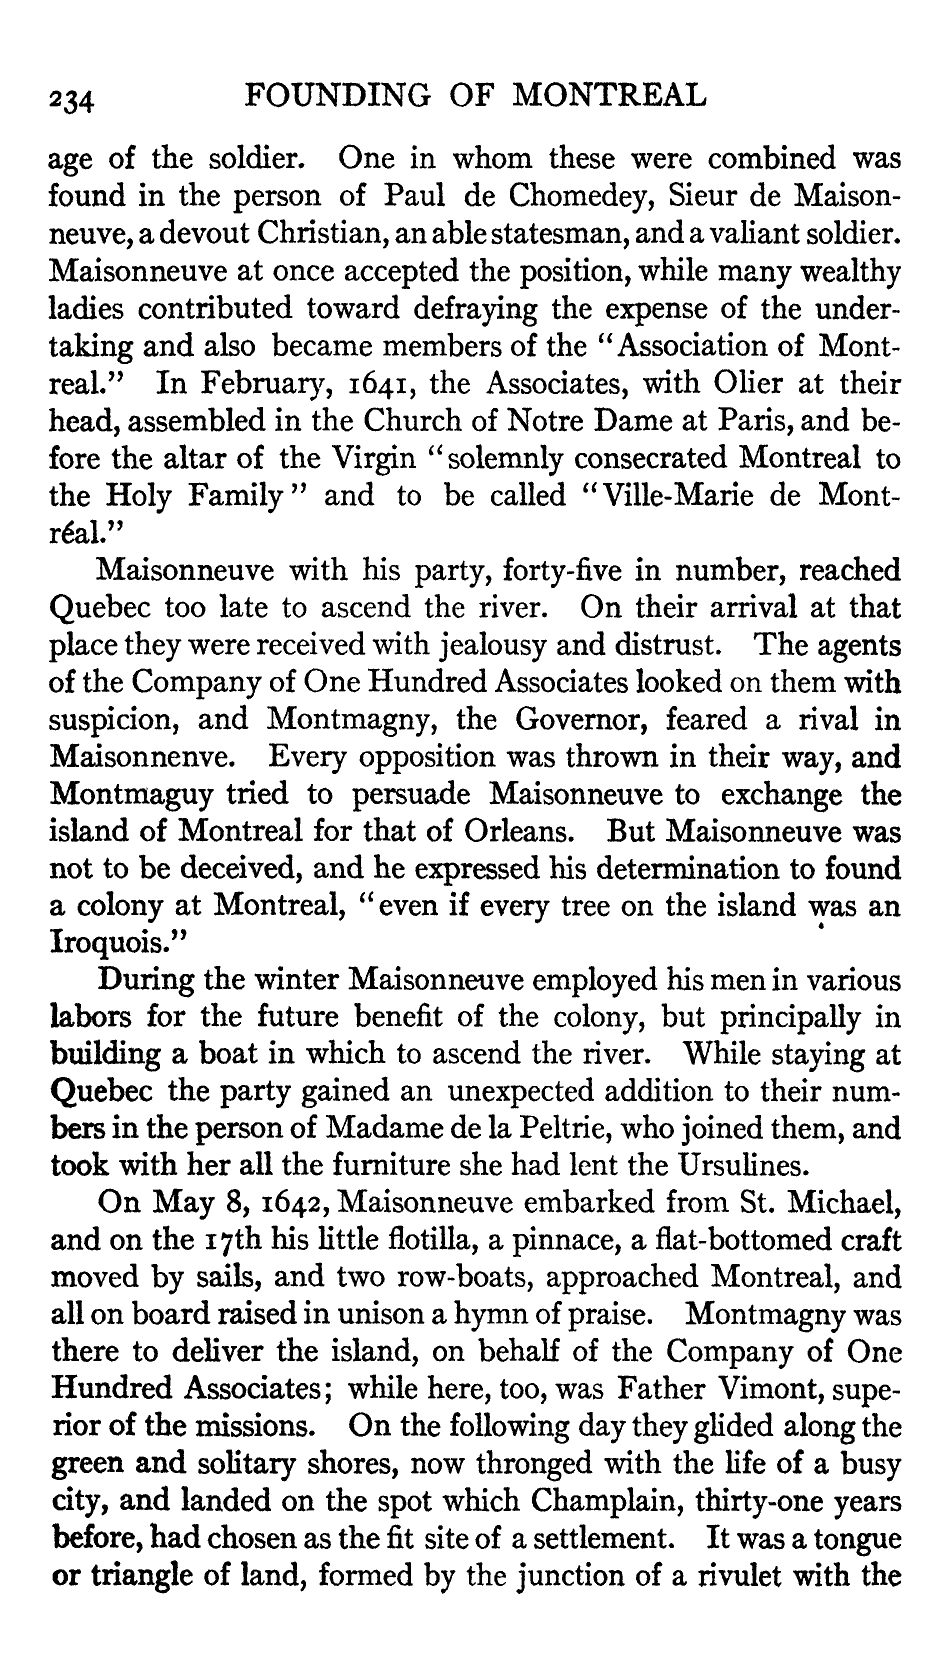 234 FOUNDING OF MONTREAL
age of the soldier. One in whom these were combined was
found in the person of Paul de Chomedey, Sieur de Maison-
neuve, a devout Christian, an able statesman, and a valiant soldier.
Maisonneuve at once accepted the position, while many wealthy
ladies contributed toward defraying the expense of the under-
taking and also became members of the "Association of Mont-
real." In February, 1641, the Associates, with Olier at their
head, assembled in the Church of Notre Dame at Paris, and be-
fore the altar of the Virgin "solemnly consecrated Montreal to
the Holy Family" and to be called "Ville-Marie de Mont-
réal."
Maisonneuve with his party, forty-five in number, reached
Quebec too late to ascend the river. On their arrival at that
place they were received with jealousy and distrust. The agents
of the Company of One Hundred Associates looked on them with
suspicion, and Montmagny, the Governor, feared a rival in
Maisonnenve. Every opposition was thrown in their way, and
Montmaguy tried to persuade Maisonneuve to exchange the
island of Montreal for that of Orleans. But Maisonneuve was
not to be deceived, and he expressed his determination to found
a colony at Montreal, "even if every tree on the island was an
Iroquois."
During the winter Maisonneuve employed his men in various
labors for the future benefit of the colony, but principally in
building a boat in which to ascend the river. While staying at
Quebec the party gained an unexpected addition to their num-
bers in the person of Madame de la Peltrie, who joined them, and
took with her all the furniture she had lent the Ursulines.
On May 8, 1642, Maisonneuve embarked from St. Michael,
and on the 17th his little flotilla, a pinnace, a flat-bottomed craft
moved by sails, and two row-boats, approached Montreal, and
all on board raised in unison a hymn of praise. Montmagny was
there to deliver the island, on behalf of the Company of One
Hundred Associates; while here, too, was Father Vimont, supe-
rior of the missions. On the following day they glided along the
green and solitary shores, now thronged with the life of a busy
city, and landed on the spot which Champlain, thirty-one years
before, had chosen as the fit site of a settlement. It was a tongue
or triangle of land, formed by the junction of a rivulet with the